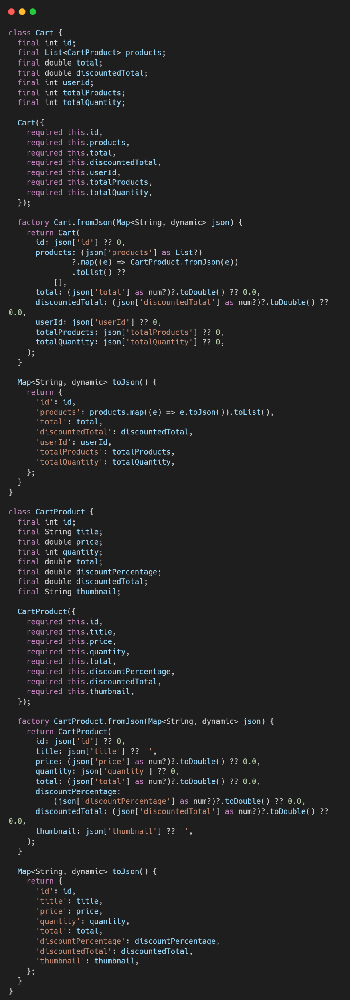 class Cart {
  final int id;
  final List<CartProduct> products;
  final double total;
  final double discountedTotal;
  final int userId;
  final int totalProducts;
  final int totalQuantity;

  Cart({
    required this.id,
    required this.products,
    required this.total,
    required this.discountedTotal,
    required this.userId,
    required this.totalProducts,
    required this.totalQuantity,
  });

  factory Cart.fromJson(Map<String, dynamic> json) {
    return Cart(
      id: json['id'] ?? 0,
      products: (json['products'] as List?)
              ?.map((e) => CartProduct.fromJson(e))
              .toList() ??
          [],
      total: (json['total'] as num?)?.toDouble() ?? 0.0,
      discountedTotal: (json['discountedTotal'] as num?)?.toDouble() ??
0.0,
      userId: json['userId'] ?? 0,
      totalProducts: json['totalProducts'] ?? 0,
      totalQuantity: json['totalQuantity'] ?? 0,
    );
  }

  Map<String, dynamic> toJson() {
    return {
      'id': id,
      'products': products.map((e) => e.toJson()).toList(),
      'total': total,
      'discountedTotal': discountedTotal,
      'userId': userId,
      'totalProducts': totalProducts,
      'totalQuantity': totalQuantity,
    };
  }
}

class CartProduct {
  final int id;
  final String title;
  final double price;
  final int quantity;
  final double total;
  final double discountPercentage;
  final double discountedTotal;
  final String thumbnail;

  CartProduct({
    required this.id,
    required this.title,
    required this.price,
    required this.quantity,
    required this.total,
    required this.discountPercentage,
    required this.discountedTotal,
    required this.thumbnail,
  });

  factory CartProduct.fromJson(Map<String, dynamic> json) {
    return CartProduct(
      id: json['id'] ?? 0,
      title: json['title'] ?? '',
      price: (json['price'] as num?)?.toDouble() ?? 0.0,
      quantity: json['quantity'] ?? 0,
      total: (json['total'] as num?)?.toDouble() ?? 0.0,
      discountPercentage:
          (json['discountPercentage'] as num?)?.toDouble() ?? 0.0,
      discountedTotal: (json['discountedTotal'] as num?)?.toDouble() ??
0.0,
      thumbnail: json['thumbnail'] ?? '',
    );
  }

  Map<String, dynamic> toJson() {
    return {
      'id': id,
      'title': title,
      'price': price,
      'quantity': quantity,
      'total': total,
      'discountPercentage': discountPercentage,
      'discountedTotal': discountedTotal,
      'thumbnail': thumbnail,
    };
  }
}